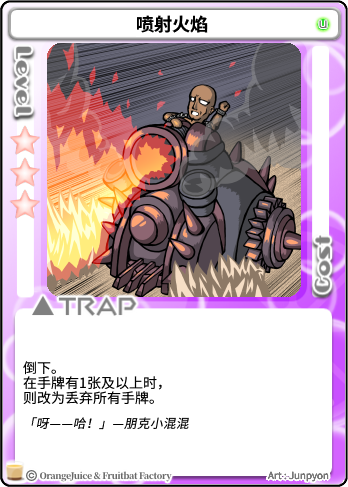 喷射火焰
U
Level
Cost
TRAP
倒下。
在手牌有1张及以上时，
则改为丢弃所有手牌。
「呀——哈！」—朋克小混混
© OrangeJuice & Fruitbat Factory
Art : Junpyon